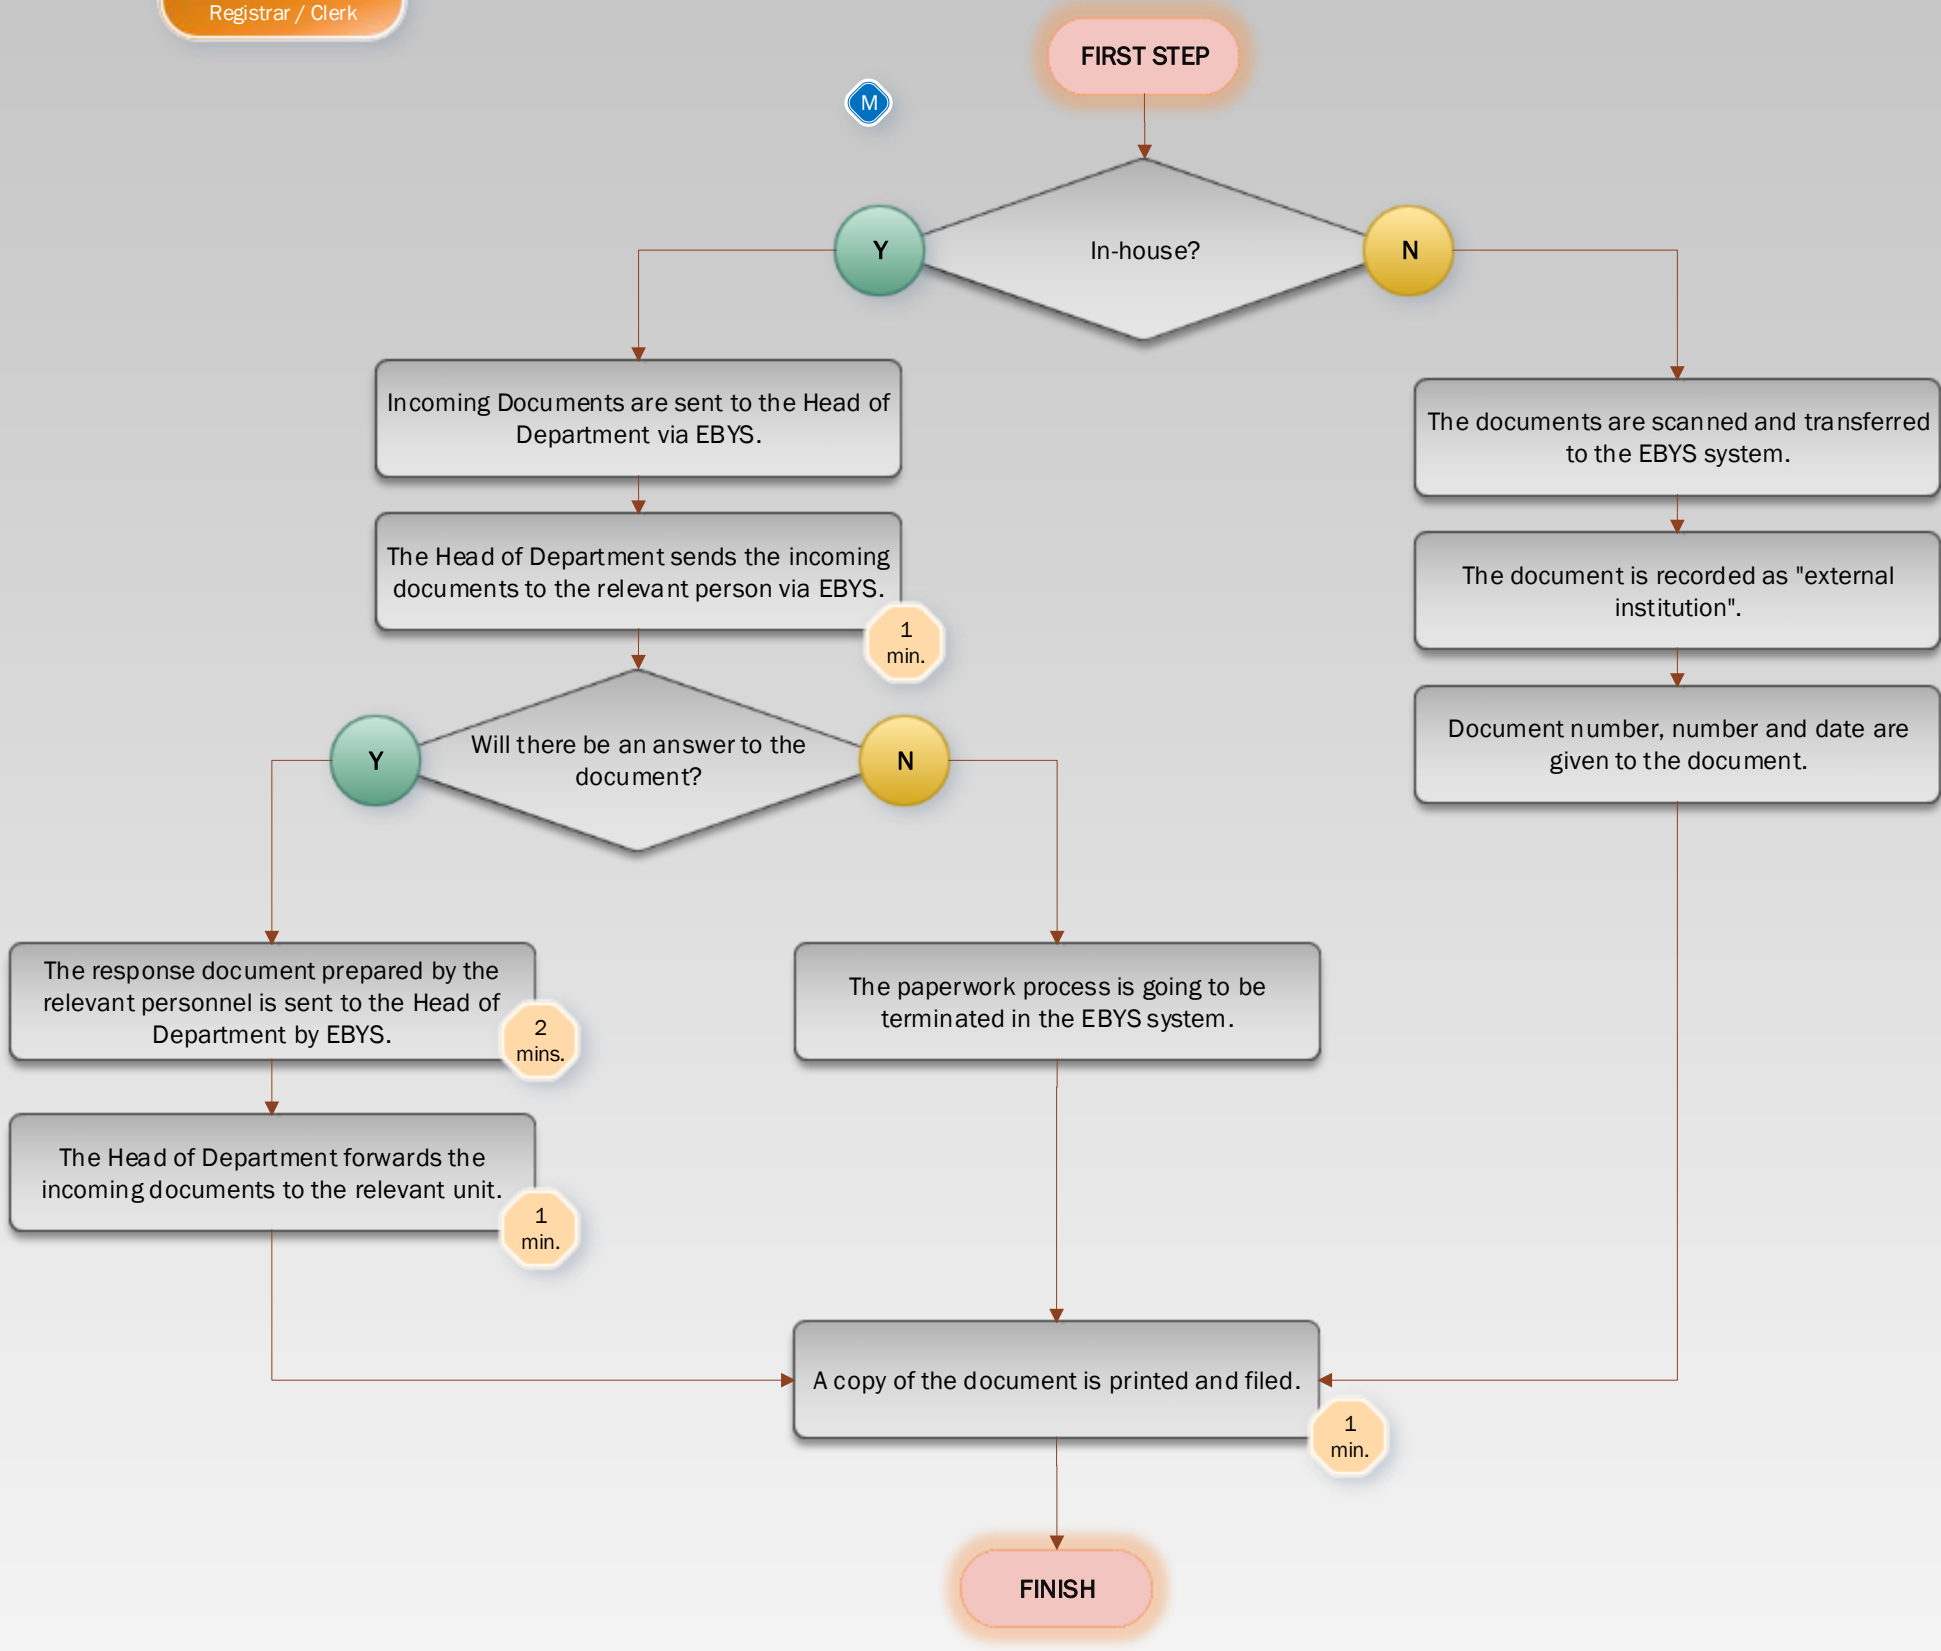 Registrar / Clerk
FIRST STEP
M
Y
In-house?
N
Incoming Documents are sent to the Head of
Department via EBYS.
The documents are scanned and transferred
to the EBYS system.
The Head of Department sends the incoming
documents to the relevant person via EBYS.
1
min.
The document is recorded as "external
institution".
Y
Will there be an answer to the
document?
N
Document number, number and date are
given to the document.
The response document prepared by the
relevant personnel is sent to the Head of
Department by EBYS.
2
mins.
The paperwork process is going to be
terminated in the EBYS system.
The Head of Department forwards the
incoming documents to the relevant unit.
1
min.
A copy of the document is printed and filed.
1
min.
FINISH